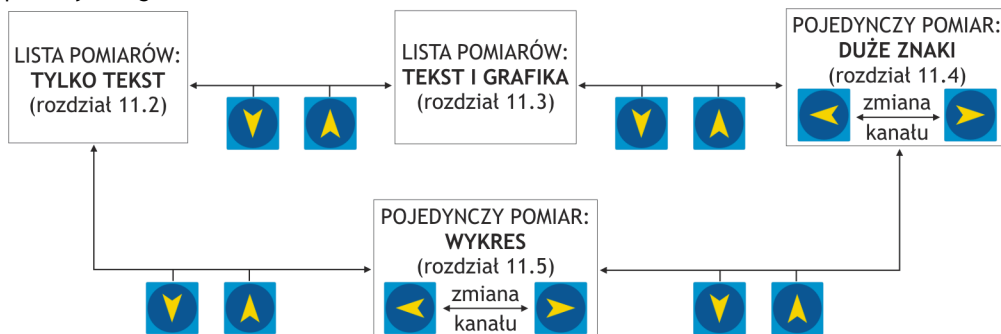 LISTA POMIARÓW:
TYLKO TEKST
(rozdział 11.2)
LISTA POMIARÓW:
TEKST I GRAFIKA
(rozdział 11.3)
POJEDYNCZY POMIAR:
DUŻE ZNAKI
(rozdział 11.4)
zmiana
kanału
POJEDYNCZY POMIAR:
WYKRES
(rozdział 11.5)
zmiana
kanału